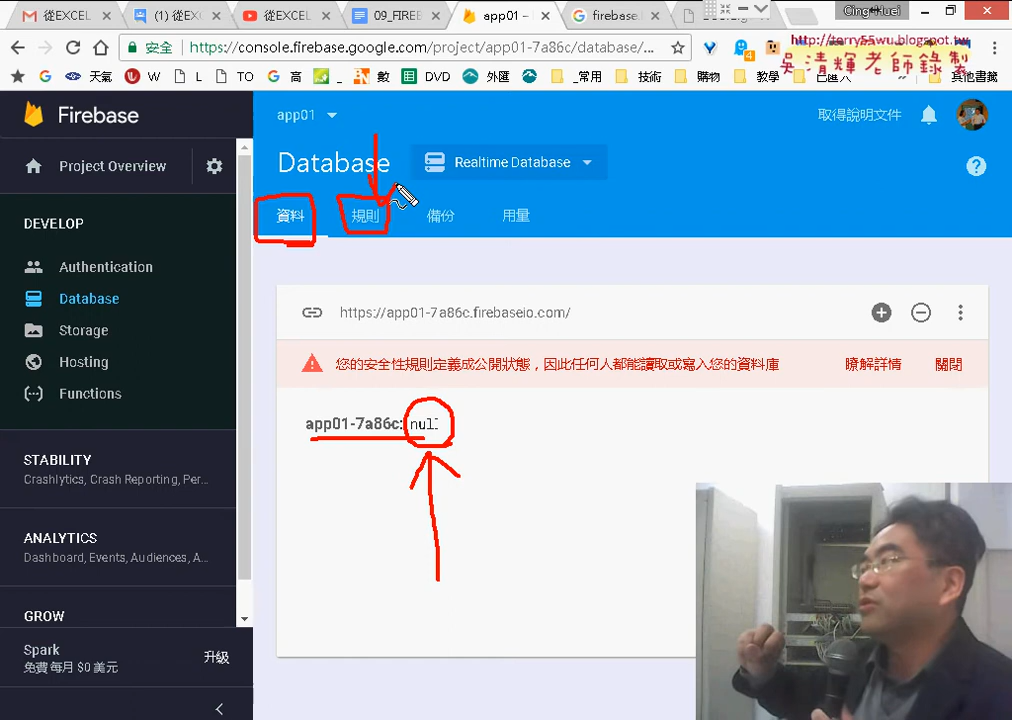 從EXCEL
(1) 從EXC
從EXCEL
09_FIREB
app01 -
firebase.
Cing-Huei
安全
https://console.firebase.google.com/project/app01-7a86c/database/...
http://terry55wu.blogspot.tw
吳清輝老師錄製
天氣
W
L
TO
高
_
數
DVD
外匯
_常用
技術
購物
教學
已匯入
其他書籤
Firebase
app01
取得說明文件
Project Overview
Database
Realtime Database
DEVELOP
資料
規則
備份
用量
Authentication
Database
Storage
Hosting
Functions
https://app01-7a86c.firebaseio.com/
您的安全性規則定義成公開狀態，因此任何人都能讀取或寫入您的資料庫
瞭解詳情
關閉
app01-7a86c: null
STABILITY
Crashlytics, Crash Reporting, Per...
ANALYTICS
Dashboard, Events, Audiences, A...
GROW
Spark
免費 每月 $0 美元
升級